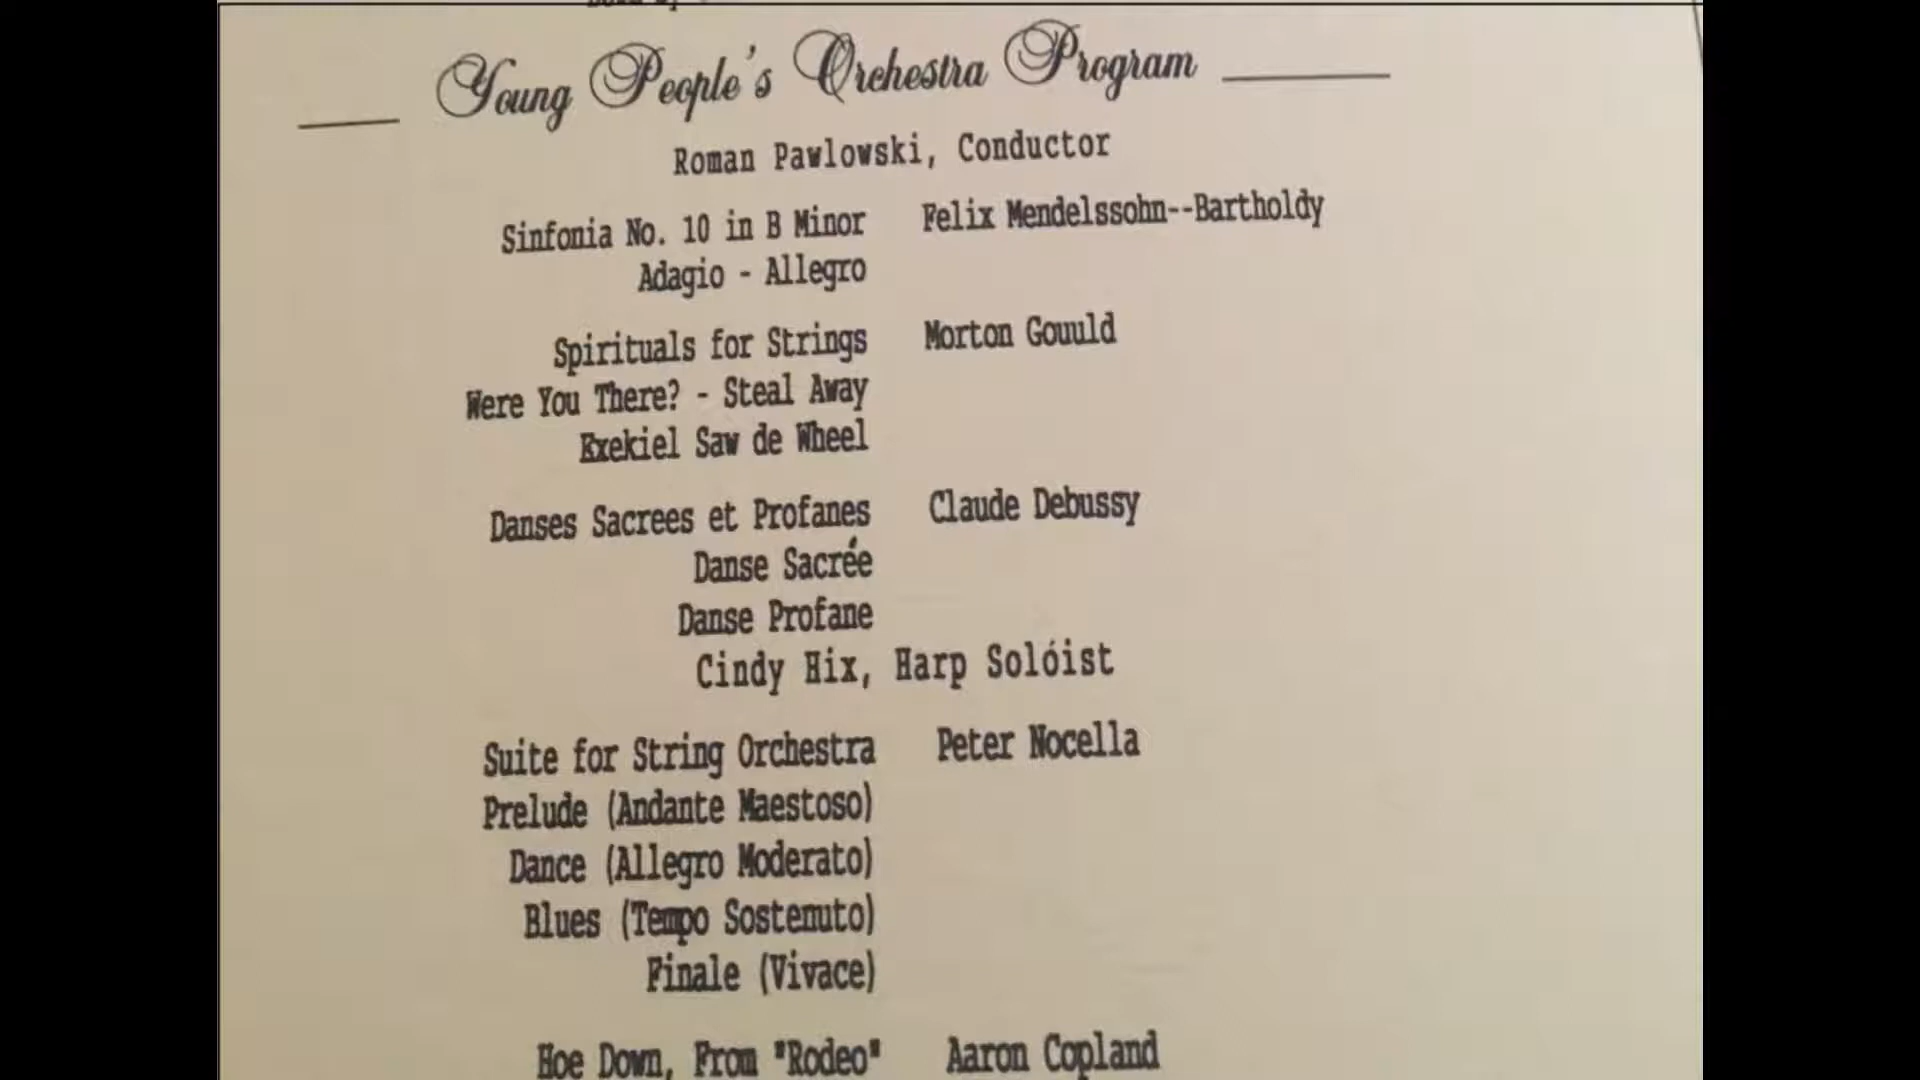 Young People's Orchestra Program
Roman Pawlowski, Conductor
Sinfonia No. 10 in B Minor Felix Mendelssohn--Bartholdy
Adagio - Allegro
Spirituals for Strings Morton Gouuld
Were You There? - Steal Away
Exekiel Saw de Wheel
Danses Sacrees et Profanes Claude Debussy
Danse Sacrée
Danse Profane
Cindy Hix, Harp Solóist
Suite for String Orchestra Peter Nocella
Prelude (Andante Maestoso)
Dance (Allegro Moderato)
Blues (Tempo Sostenuto)
Finale (Vivace)
Hoe Down, From "Rodeo" Aaron Copland